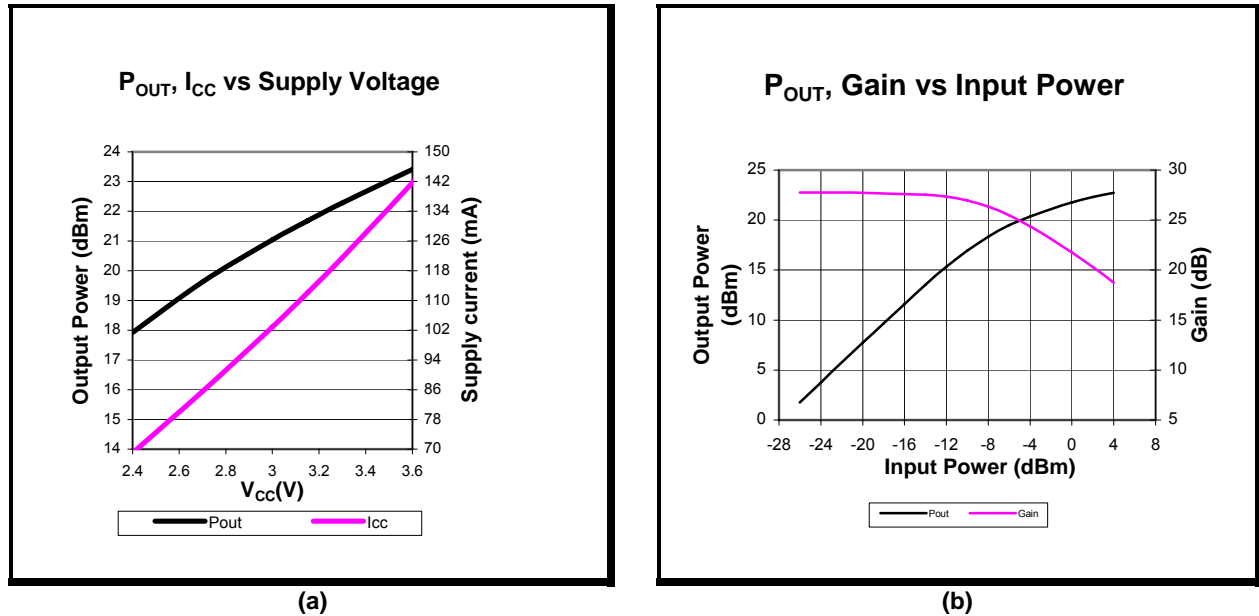 P_OUT, I_CC vs Supply Voltage
Output Power (dBm)
24
23
22
21
20
19
18
17
16
15
14
150
142
134
126
118
110
102
94
86
78
70
Supply current (mA)
2.4 2.6 2.8 3 3.2 3.4 3.6
V_CC(V)
Pout Icc
(a)
P_OUT, Gain vs Input Power
Output Power
(dBm)
25
20
15
10
5
0
30
25
20
15
10
5
Gain (dB)
-28 -24 -20 -16 -12 -8 -4 0 4 8
Input Power (dBm)
Pout Gain
(b)